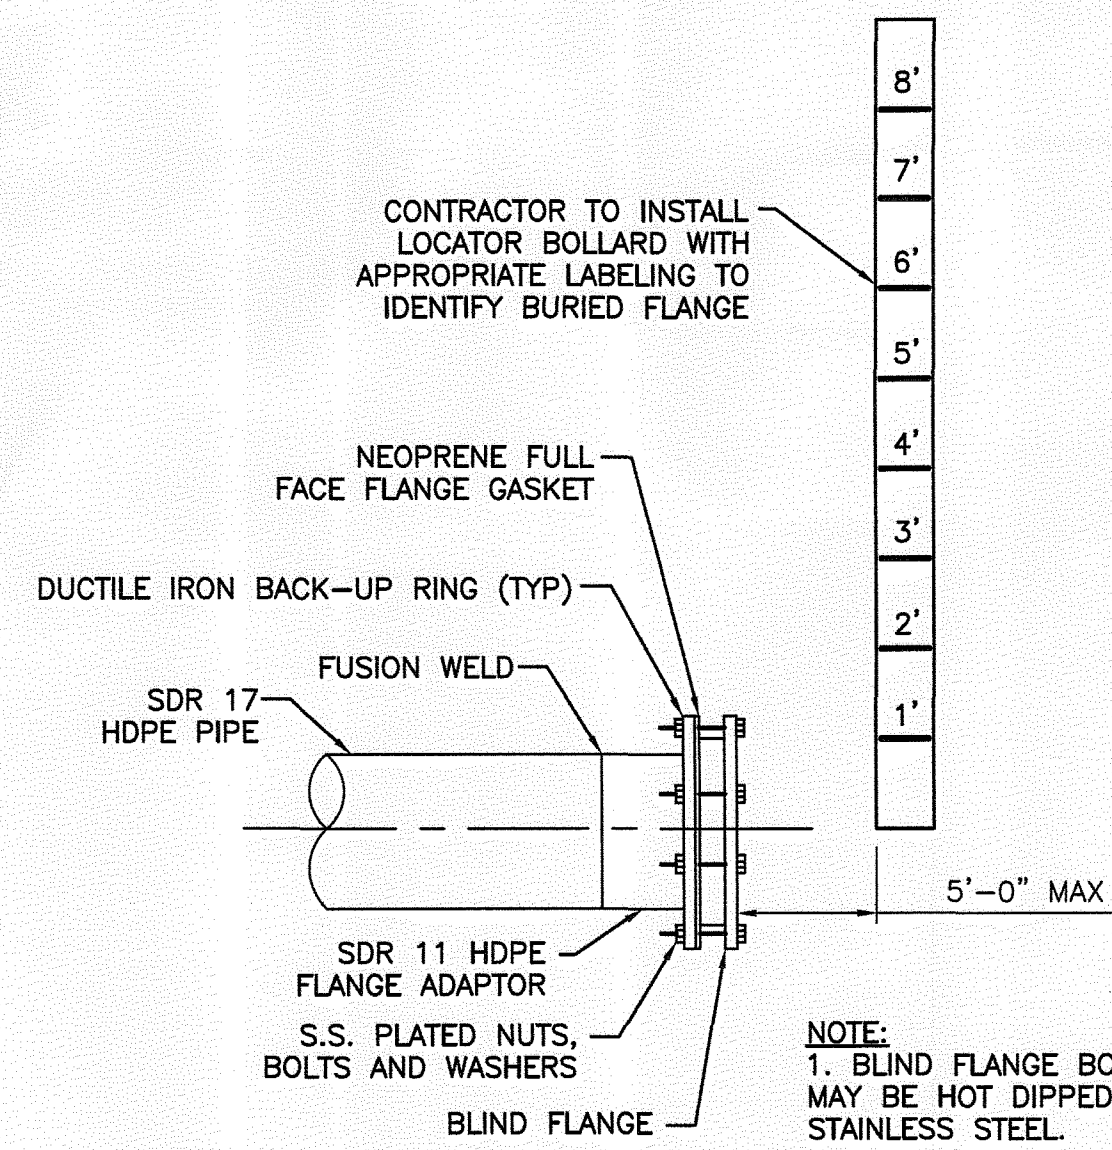 8'
7'
CONTRACTOR TO INSTALL
LOCATOR BOLLARD WITH
APPROPRIATE LABELING TO
IDENTIFY BURIED FLANGE
6'
5'
4'
NEOPRENE FULL
FACE FLANGE GASKET
3'
DUCTILE IRON BACK-UP RING (TYP)
2'
FUSION WELD
SDR 17
HDPE PIPE
1'
5'-0" MAX
SDR 11 HDPE
FLANGE ADAPTOR
S.S. PLATED NUTS,
BOLTS AND WASHERS
BLIND FLANGE
NOTE:
1. BLIND FLANGE
MAY BE HOT DIPPED
STAINLESS STEEL.